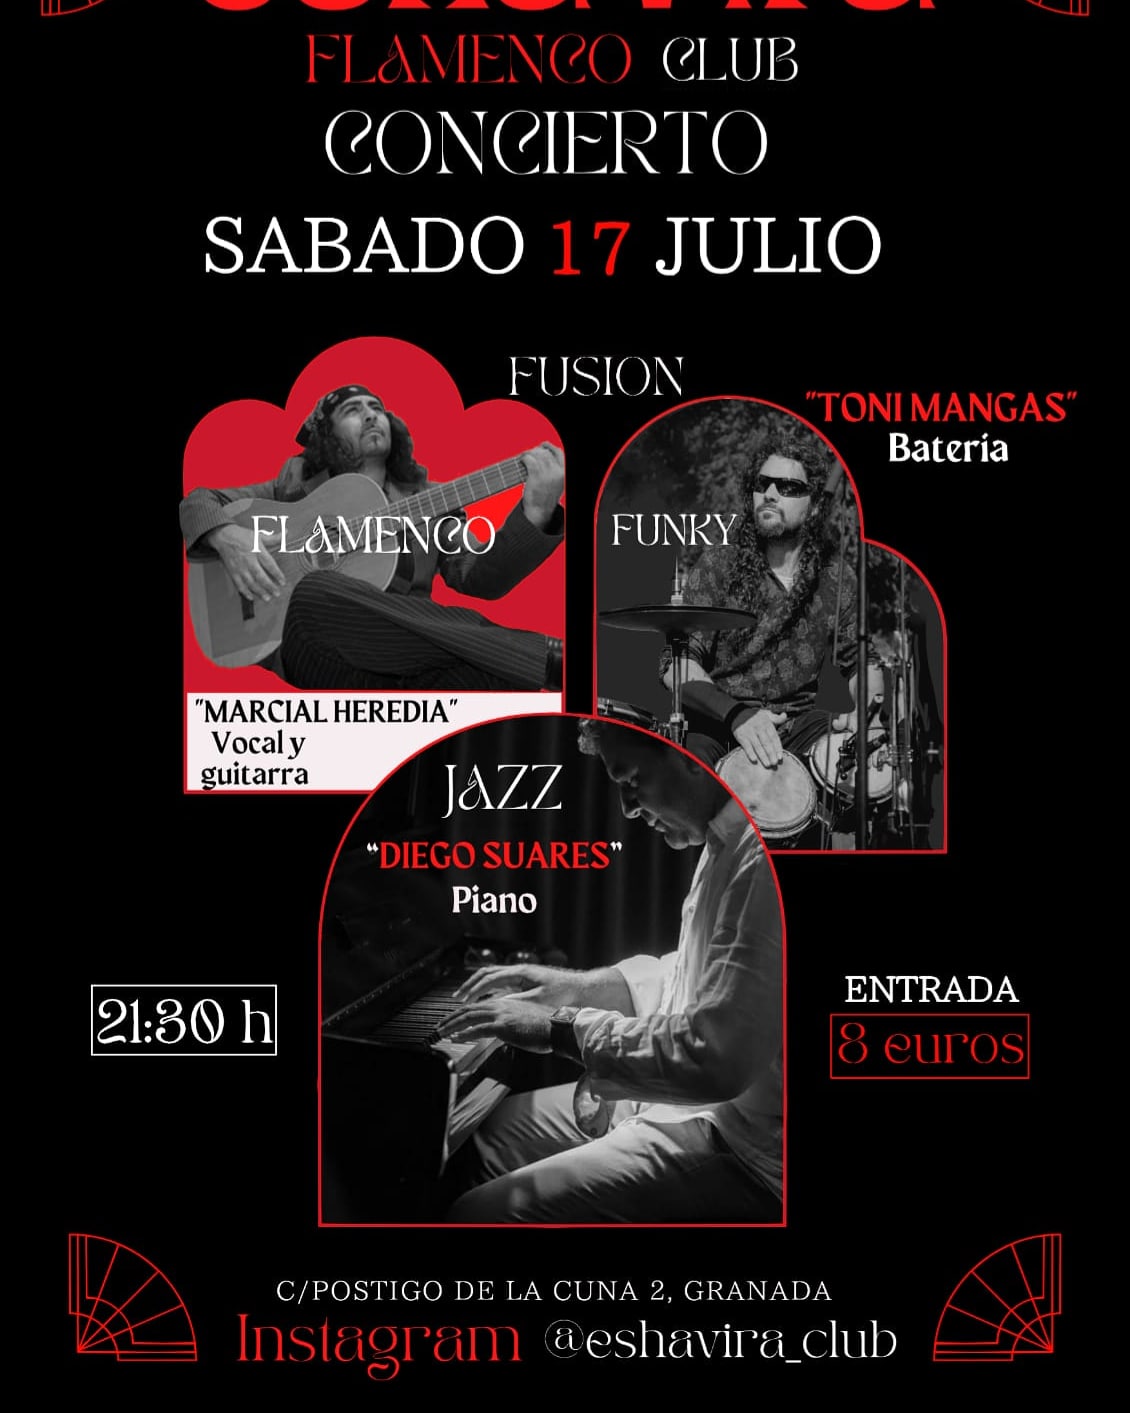 FLAMENCO CLUB
CONCIERTO
SABADO 17 JULIO
FUSION
"TONI MANGAS"
Batería
FLAMENCO
FUNKY
"MARCIAL HEREDIA"
Vocal y
guitarra
JAZZ
"DIEGO SUARES"
Piano
21:30 h
ENTRADA
8 euros
C/POSTIGO DE LA CUNA 2, GRANADA
Instagram @eshavira_club